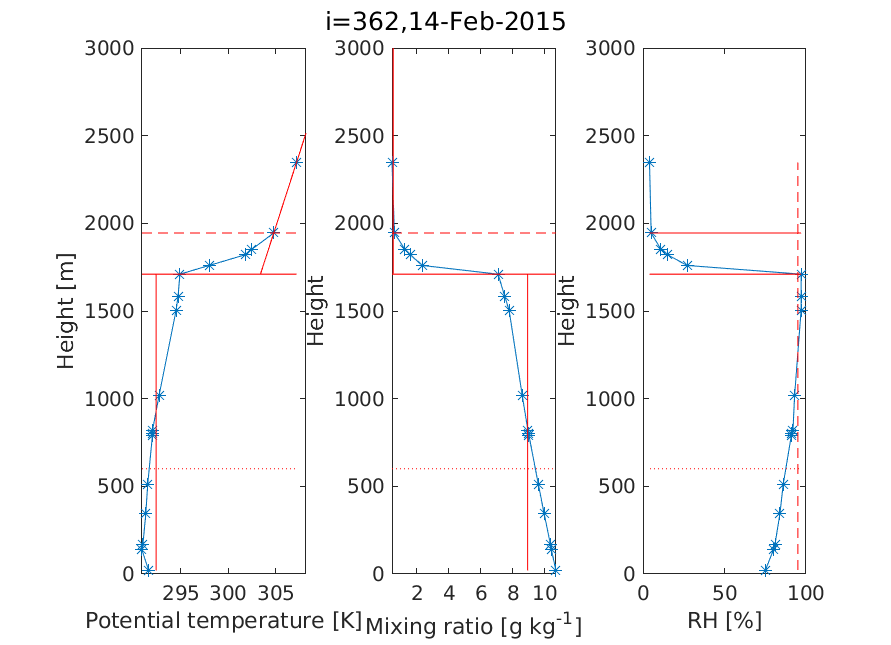 i=362,14-Feb-2015
3000 3000 3000
2500 2500 2500
2000 2000 2000
1500 1500 1500
1000 1000 1000
500 500 500
0 0 0
Height [m]
Height
Height
295 300 305
2 4 6 8 10
0 50 100
Potential temperature [K]
Mixing ratio [g kg-1]
RH [%]